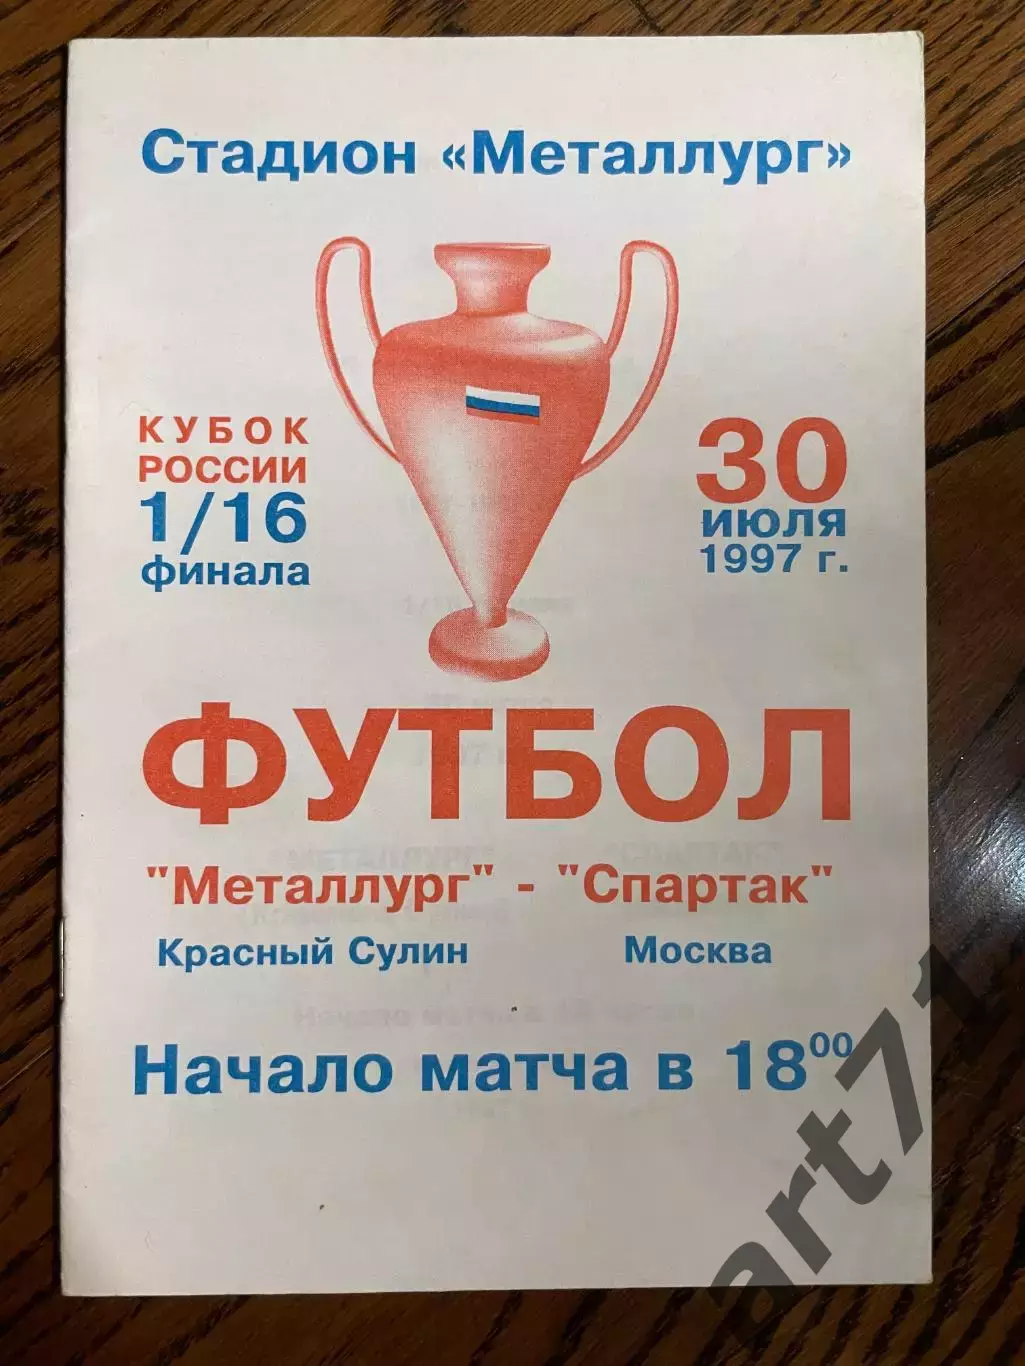 Стадион «Металлург»
КУБОК
РОССИИ
1/16
финала
30
ИЮЛЯ
1997 г.
ФУТБОЛ
"Металлург" - "Спартак"
Красный Сулин Москва
Начало матча в 18⁰⁰
art71